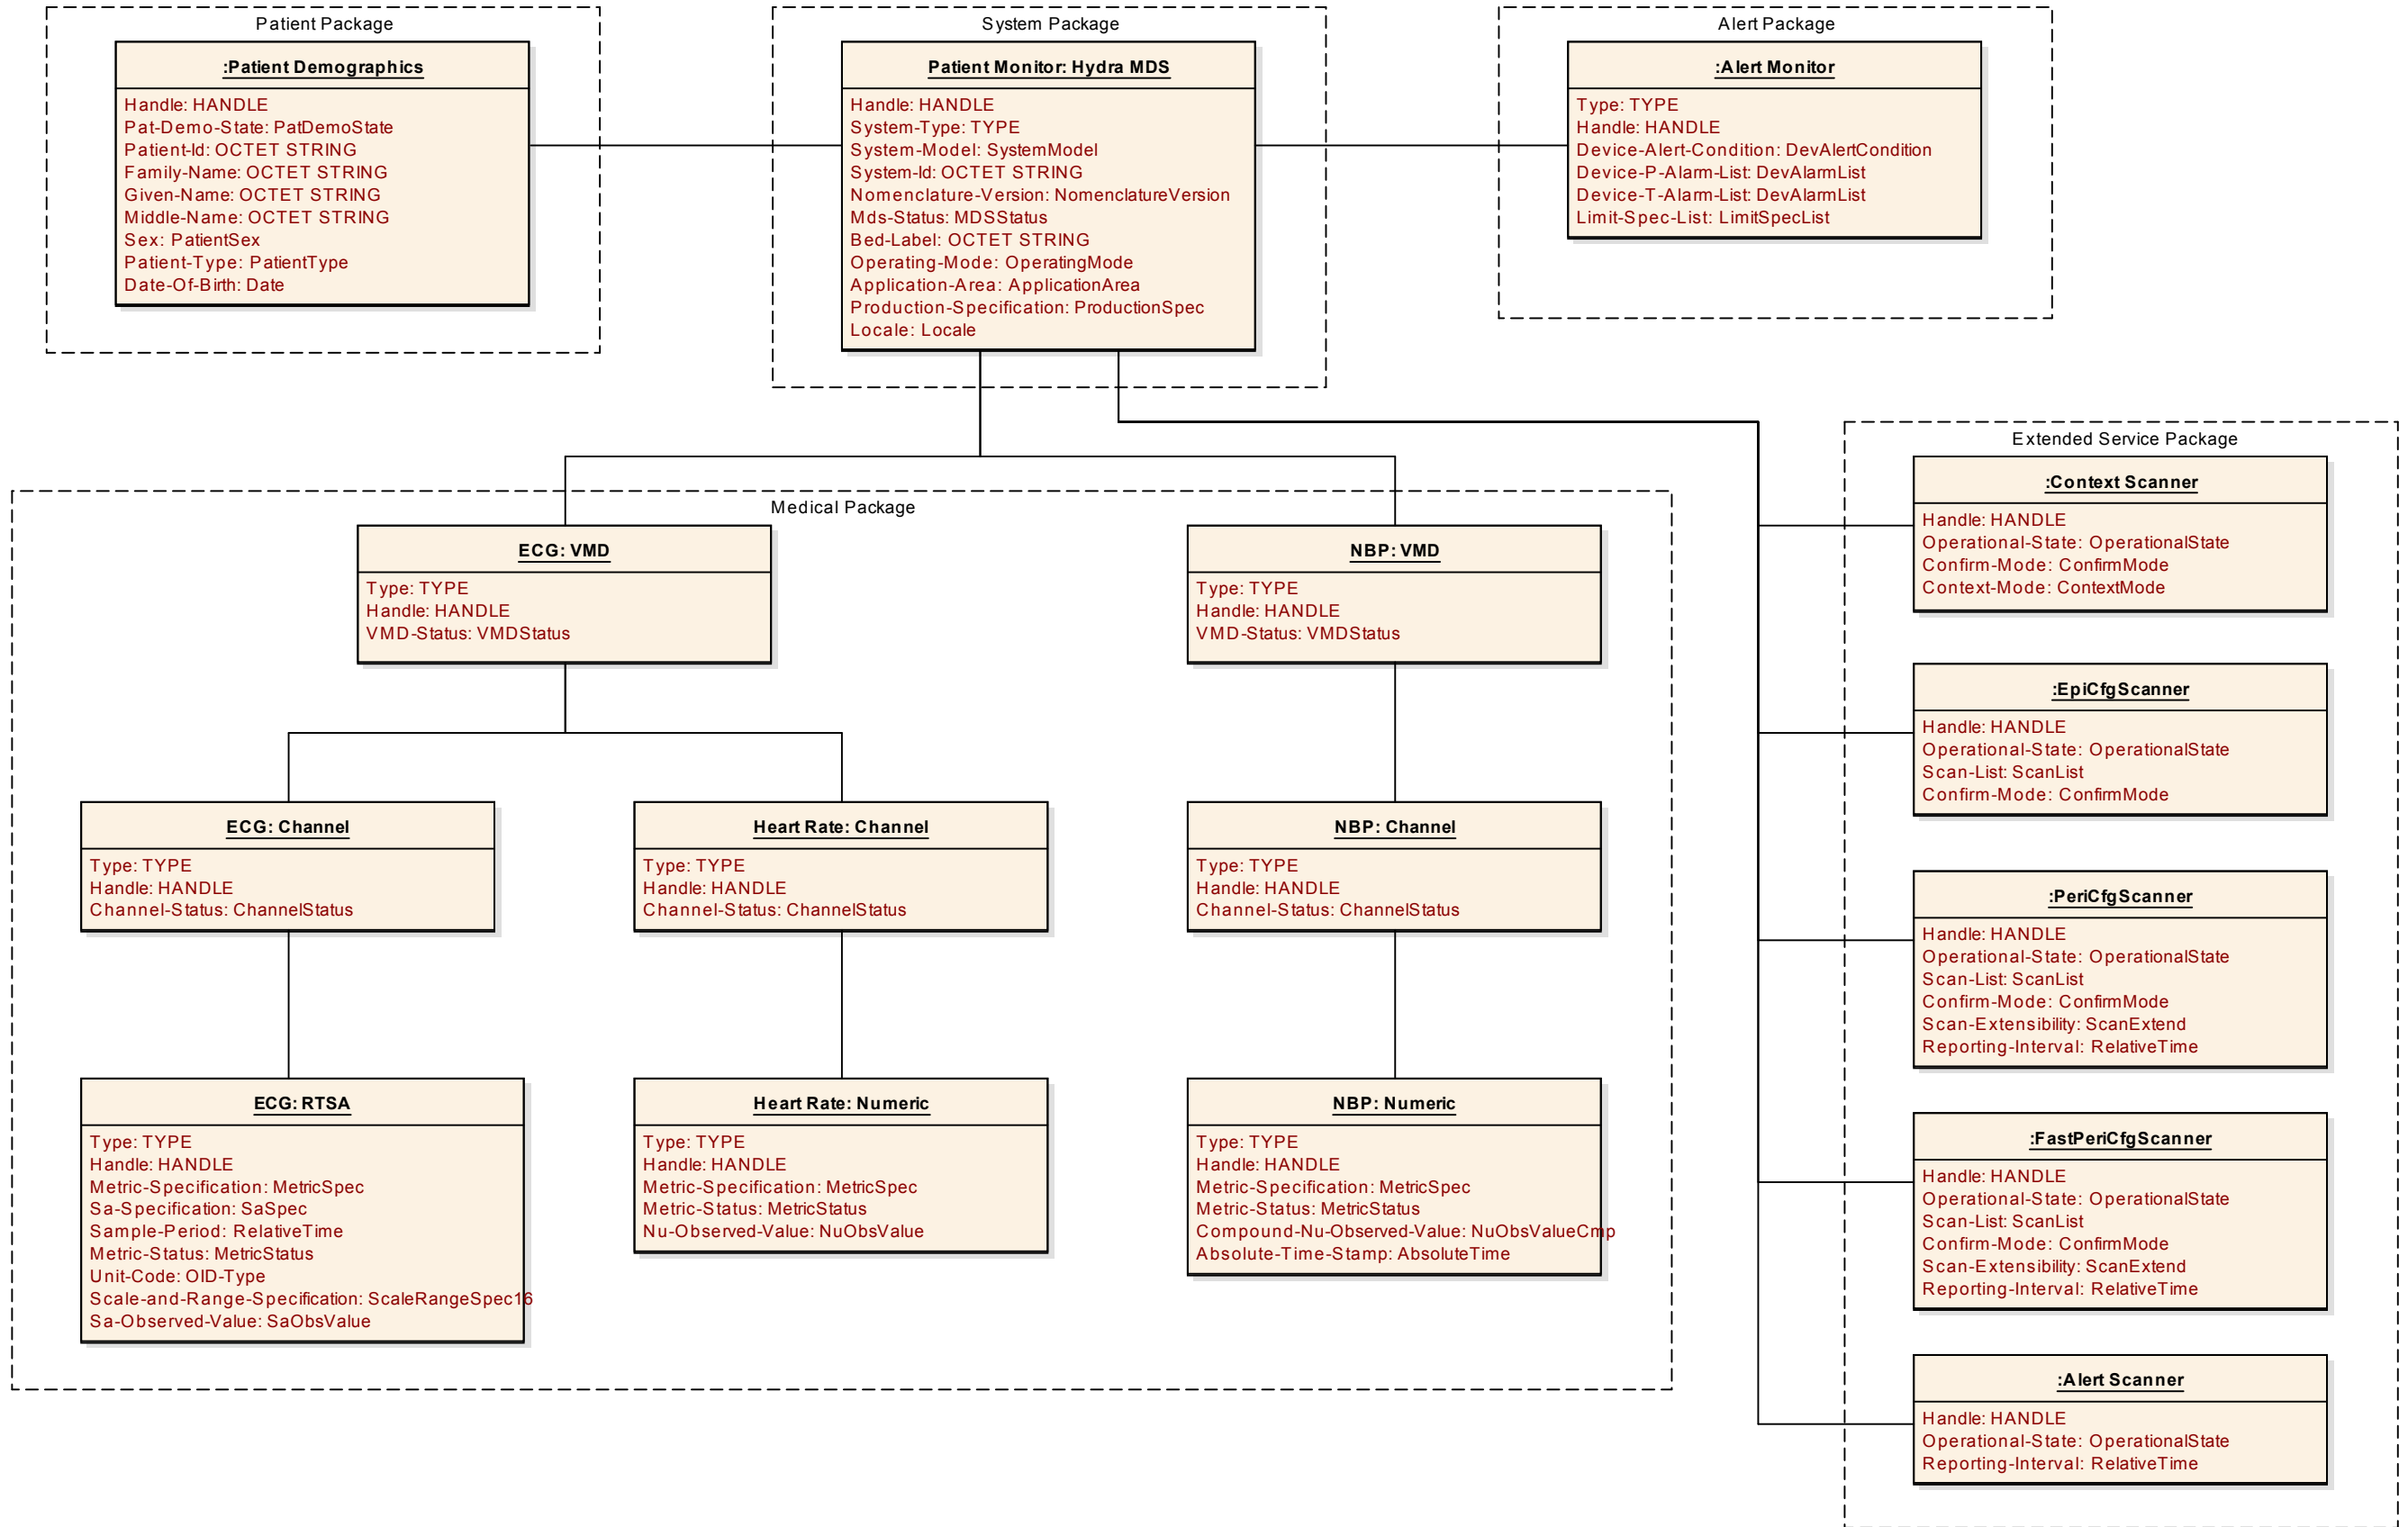 Patient Package
:Patient Demographics
Handle: HANDLE
Pat-Demo-State: PatDemoState
Patient-Id: OCTET STRING
Family-Name: OCTET STRING
Given-Name: OCTET STRING
Middle-Name: OCTET STRING
Sex: PatientSex
Patient-Type: PatientType
Date-Of-Birth: Date
System Package
Patient Monitor: Hydra MDS
Handle: HANDLE
System-Type: TYPE
System-Model: SystemModel
System-Id: OCTET STRING
Nomenclature-Version: NomenclatureVersion
Mds-Status: MDSStatus
Bed-Label: OCTET STRING
Operating-Mode: OperatingMode
Application-Area: ApplicationArea
Production-Specification: ProductionSpec
Locale: Locale
Alert Package
:Alert Monitor
Type: TYPE
Handle: HANDLE
Device-Alert-Condition: DevAlertCondition
Device-P-Alarm-List: DevAlarmList
Device-T-Alarm-List: DevAlarmList
Limit-Spec-List: LimitSpecList
Medical Package
ECG: VMD
Type: TYPE
Handle: HANDLE
VMD-Status: VMDStatus
NBP: VMD
Type: TYPE
Handle: HANDLE
VMD-Status: VMDStatus
ECG: Channel
Type: TYPE
Handle: HANDLE
Channel-Status: ChannelStatus
Heart Rate: Channel
Type: TYPE
Handle: HANDLE
Channel-Status: ChannelStatus
NBP: Channel
Type: TYPE
Handle: HANDLE
Channel-Status: ChannelStatus
ECG: RTSA
Type: TYPE
Handle: HANDLE
Metric-Specification: MetricSpec
Sa-Specification: SaSpec
Sample-Period: RelativeTime
Metric-Status: MetricStatus
Unit-Code: OID-Type
Scale-and-Range-Specification: ScaleRangeSpec16
Sa-Observed-Value: SaObsValue
Heart Rate: Numeric
Type: TYPE
Handle: HANDLE
Metric-Specification: MetricSpec
Metric-Status: MetricStatus
Nu-Observed-Value: NuObsValue
NBP: Numeric
Type: TYPE
Handle: HANDLE
Metric-Specification: MetricSpec
Metric-Status: MetricStatus
Compound-Nu-Observed-Value: NuObsValueCmp
Absolute-Time-Stamp: AbsoluteTime
Extended Service Package
:Context Scanner
Handle: HANDLE
Operational-State: OperationalState
Confirm-Mode: ConfirmMode
Context-Mode: ContextMode
:EpiCfgScanner
Handle: HANDLE
Operational-State: OperationalState
Scan-List: ScanList
Confirm-Mode: ConfirmMode
:PeriCfgScanner
Handle: HANDLE
Operational-State: OperationalState
Scan-List: ScanList
Confirm-Mode: ConfirmMode
Scan-Extensibility: ScanExtend
Reporting-Interval: RelativeTime
:FastPeriCfgScanner
Handle: HANDLE
Operational-State: OperationalState
Scan-List: ScanList
Confirm-Mode: ConfirmMode
Scan-Extensibility: ScanExtend
Reporting-Interval: RelativeTime
:Alert Scanner
Handle: HANDLE
Operational-State: OperationalState
Reporting-Interval: RelativeTime